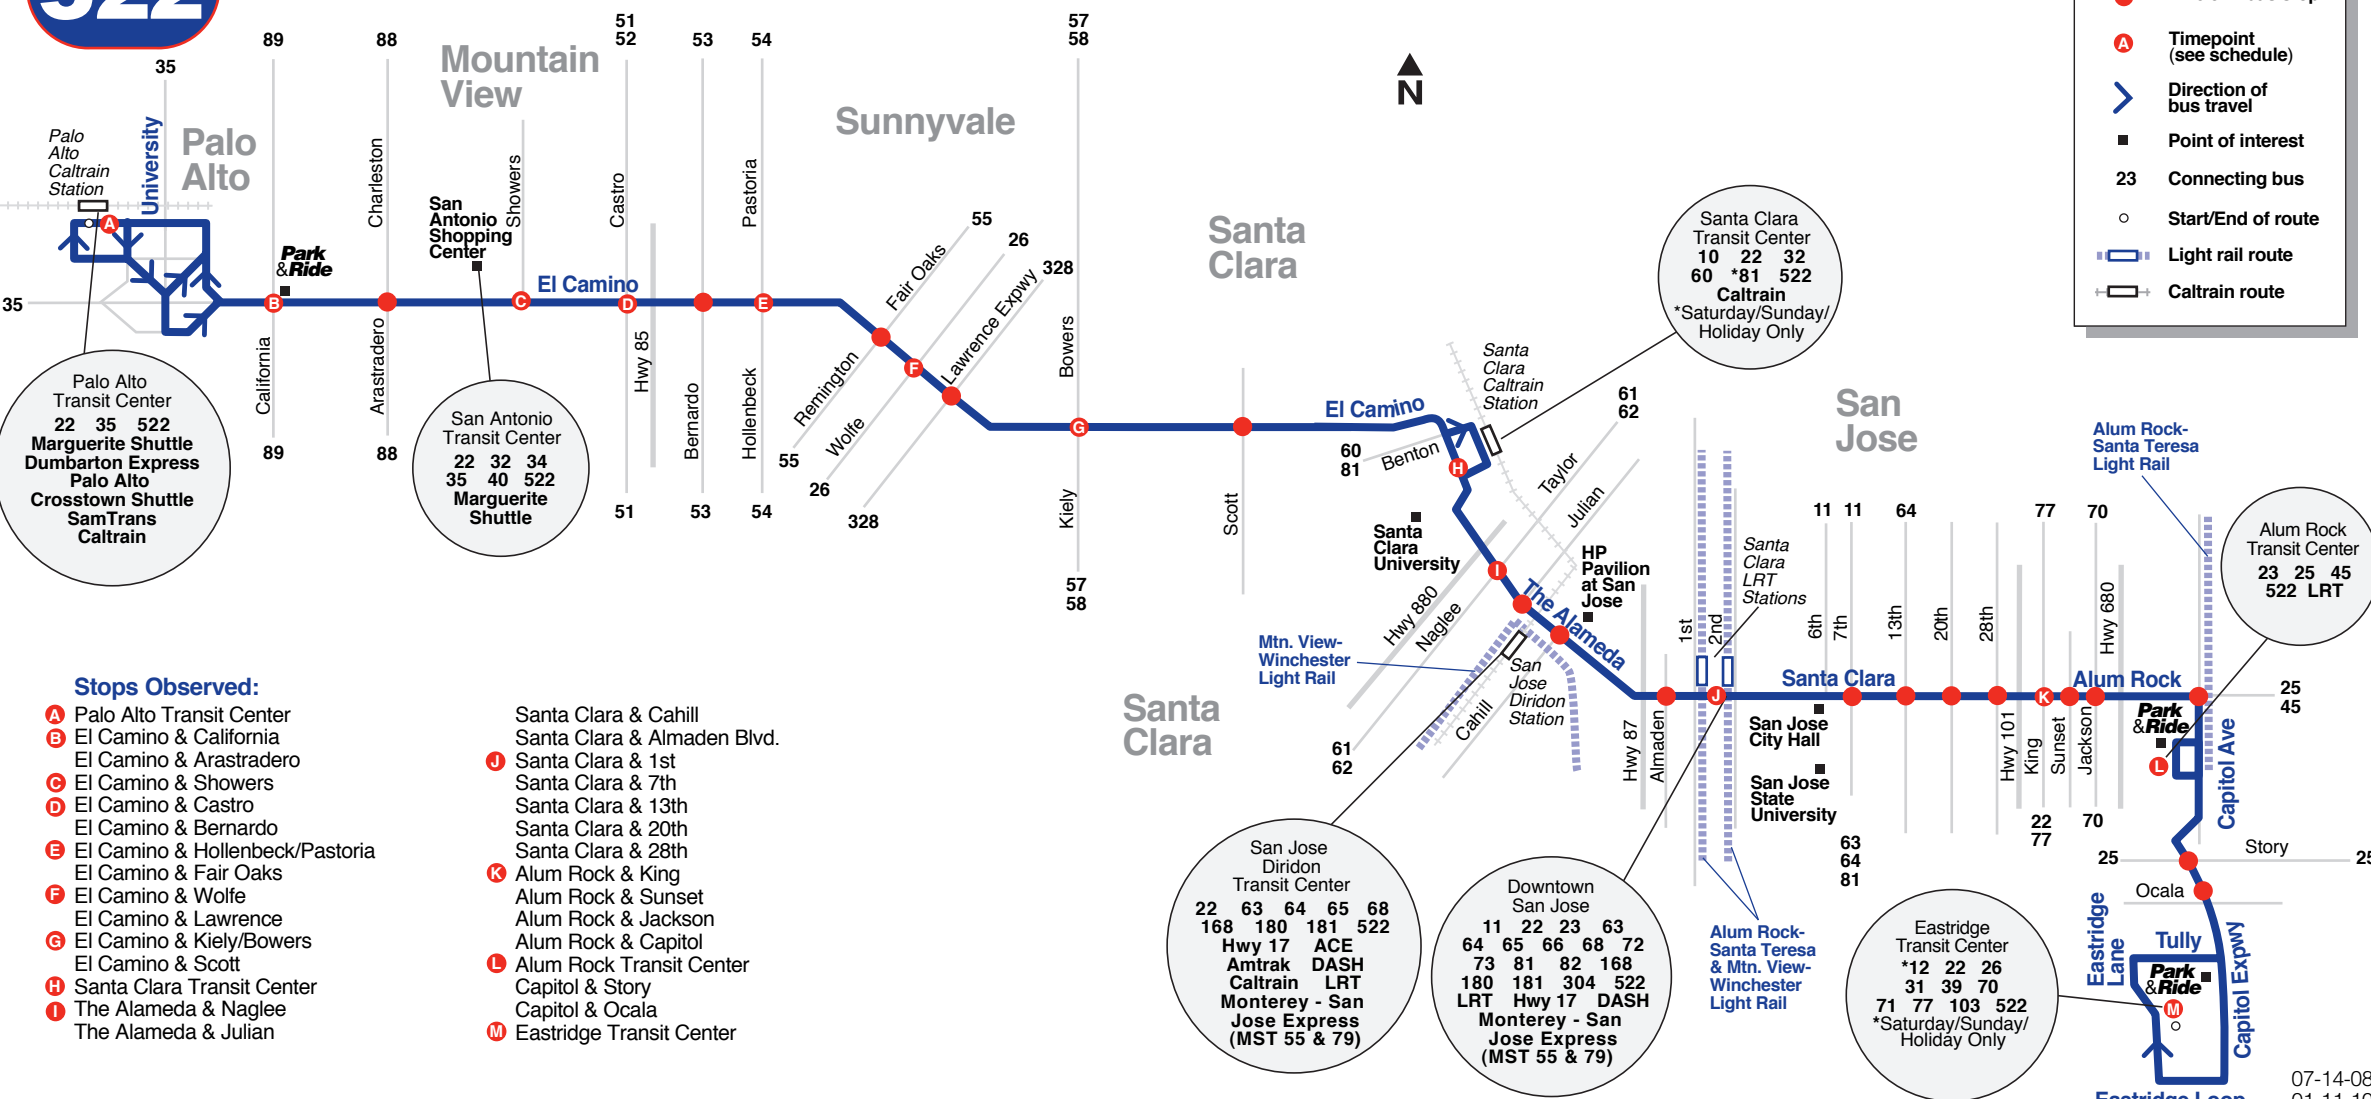 522
35
89
88
51
52
53
54
57
58
Mountain
View
Sunnyvale
Palo
Alto
Santa
Clara
San
Jose
Santa
Clara
N
Timepoint
(see schedule)
Direction of
bus travel
Point of interest
23 Connecting bus
Start/End of route
Light rail route
Caltrain route
Palo
Alto
Caltrain
Station
University
A
35
Park
&Ride
B
California
89
Charleston
Arastradero
88
San
Antonio
Shopping
Center
Showers
C
El Camino
Castro
D
51
Hwy 85
Bernardo
53
Pastoria
E
Hollenbeck
54
Fair Oaks
55
Remington
55
26
F
Wolfe
26
328
Lawrence Expwy
328
Bowers
G
Kiely
57
58
Scott
El Camino
60
81
Benton
H
Santa
Clara
Caltrain
Station
Santa
Clara
University
61
62
Taylor
Julian
I
Hwy 880
Naglee
61
62
The Alameda
HP
Pavilion
at San
Jose
Mtn. View-
Winchester
Light Rail
San
Jose
Diridon
Station
Cahill
Hwy 87
Almaden
1st
2nd
J
Santa
Clara
LRT
Stations
Santa Clara
San Jose
City Hall
San Jose
State
University
11 11
6th
7th
63
64
81
64
13th
20th
28th
Hwy 101
77
King
K
22
77
Sunset
70
Jackson
70
Hwy 680
Alum Rock
Alum Rock-
Santa Teresa
Light Rail
25
45
Park
&Ride
L
Capitol Ave
25
Story
25
Ocala
Eastridge
Lane
Tully
Park
&Ride
M
Capitol Expwy
Eastridge Loop
Alum Rock-
Santa Teresa
& Mtn. View-
Winchester
Light Rail
Palo Alto
Transit Center
22 35 522
Marguerite Shuttle
Dumbarton Express
Palo Alto
Crosstown Shuttle
SamTrans
Caltrain
San Antonio
Transit Center
22 32 34
35 40 522
Marguerite
Shuttle
Santa Clara
Transit Center
10 22 32
60 *81 522
Caltrain
*Saturday/Sunday/
Holiday Only
Alum Rock
Transit Center
23 25 45
522 LRT
San Jose
Diridon
Transit Center
22 63 64 65 68
168 180 181 522
Hwy 17 ACE
Amtrak DASH
Caltrain LRT
Monterey - San
Jose Express
(MST 55 & 79)
Downtown
San Jose
11 22 23 63
64 65 66 68 72
73 81 82 168
180 181 304 522
LRT Hwy 17 DASH
Monterey - San
Jose Express
(MST 55 & 79)
Eastridge
Transit Center
*12 22 26
31 39 70
71 77 103 522
*Saturday/Sunday/
Holiday Only
Stops Observed:
A Palo Alto Transit Center
B El Camino & California
El Camino & Arastradero
C El Camino & Showers
D El Camino & Castro
El Camino & Bernardo
E El Camino & Hollenbeck/Pastoria
El Camino & Fair Oaks
F El Camino & Wolfe
El Camino & Lawrence
G El Camino & Kiely/Bowers
El Camino & Scott
H Santa Clara Transit Center
I The Alameda & Naglee
The Alameda & Julian
Santa Clara & Cahill
Santa Clara & Almaden Blvd.
J Santa Clara & 1st
Santa Clara & 7th
Santa Clara & 13th
Santa Clara & 20th
Santa Clara & 28th
K Alum Rock & King
Alum Rock & Sunset
Alum Rock & Jackson
Alum Rock & Capitol
L Alum Rock Transit Center
Capitol & Story
Capitol & Ocala
M Eastridge Transit Center
07-14-08